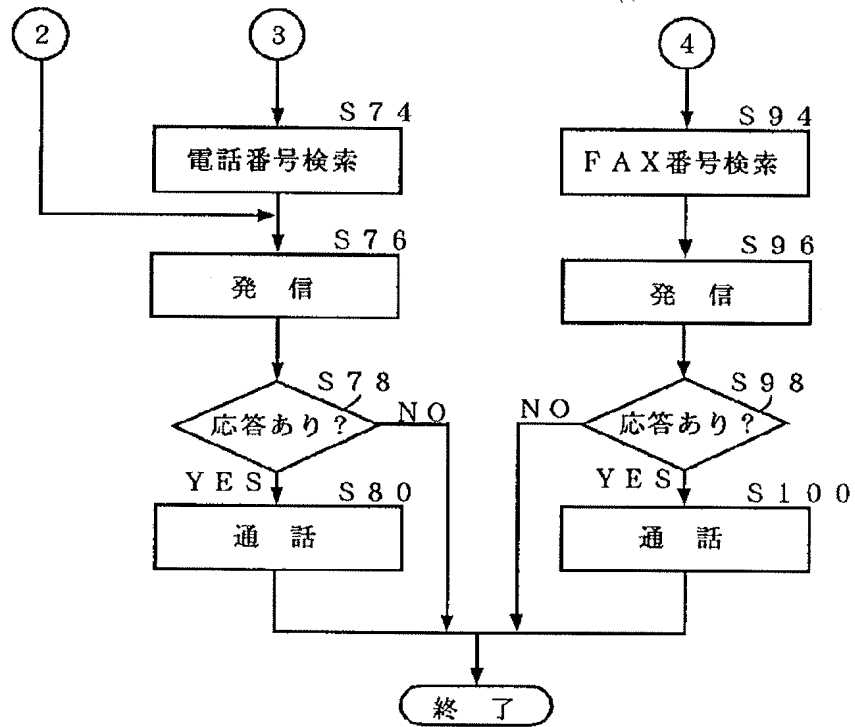 ②
③
④
S74
電話番号検索
S94
FAX番号検索
S76
発 信
S96
発 信
S78
応答あり?
NO
S98
応答あり?
NO
YES
S80
通 話
YES
S100
通 話
終 了